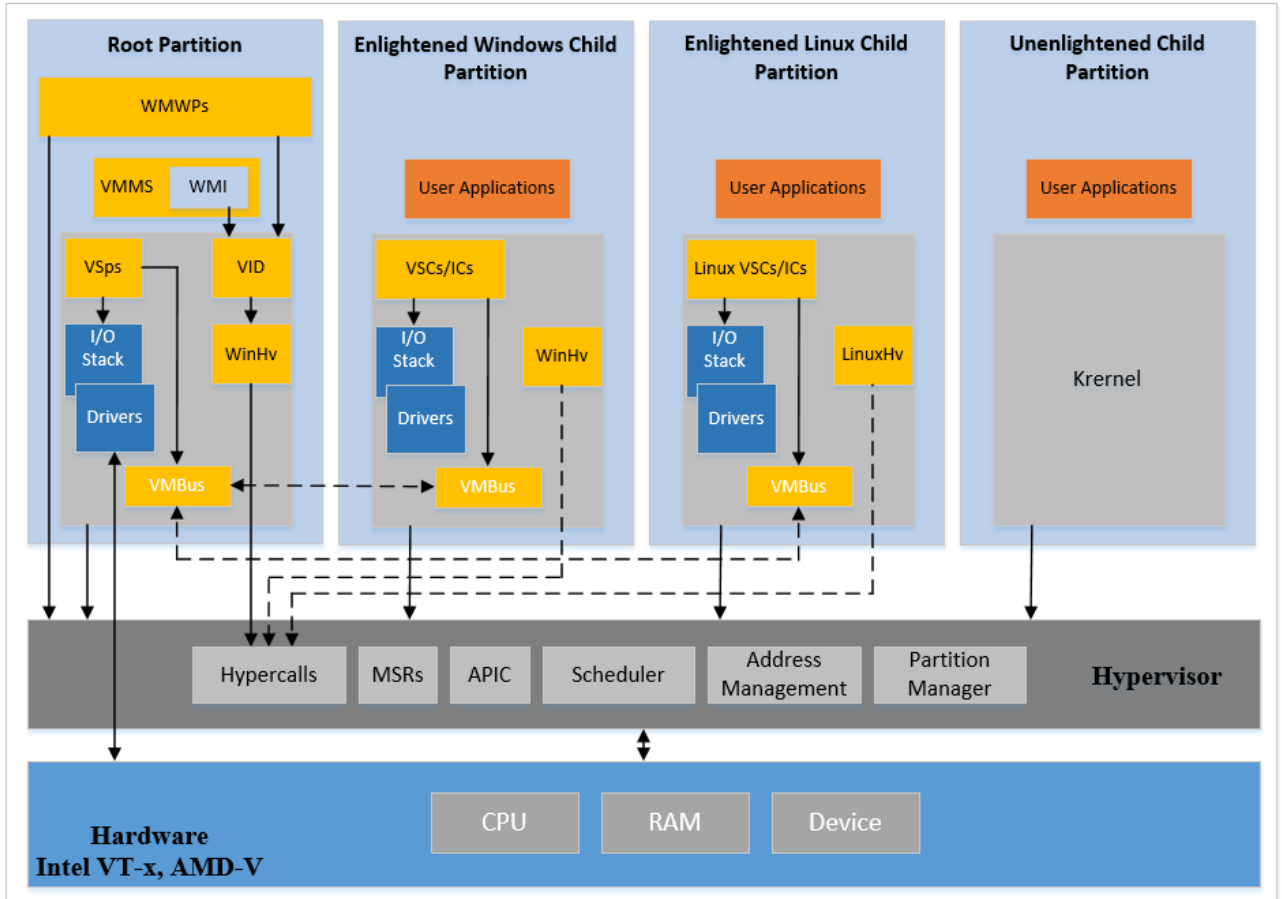 Root Partition
Enlightened Windows Child
Partition
Enlightened Linux Child
Partition
Unenlightened Child
Partition
WMWPs
VMMS
WMI
User Applications
User Applications
User Applications
VSps
VID
VSCs/ICs
Linux VSCs/ICs
I/O
Stack
WinHv
I/O
Stack
WinHv
I/O
Stack
LinuxHv
Krernel
Drivers
Drivers
Drivers
VMBus
VMBus
VMBus
Hypercalls
MSRs
APIC
Scheduler
Address
Management
Partition
Manager
Hypervisor
CPU
RAM
Device
Hardware
Intel VT-x, AMD-V